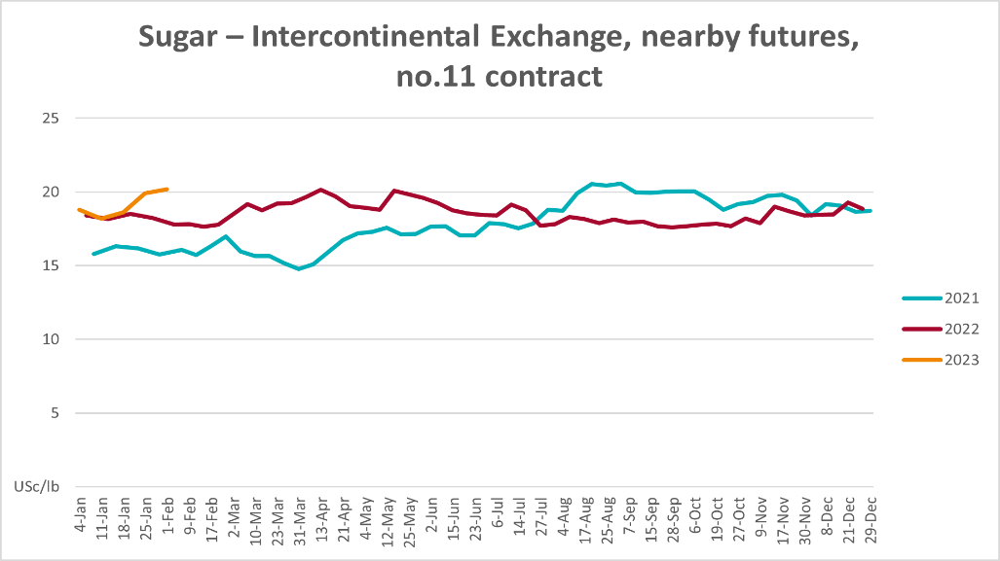 Sugar – Intercontinental Exchange, nearby futures,
no.11 contract
25
20
15
10
5
USc/lb
4-Jan
11-Jan
18-Jan
25-Jan
1-Feb
9-Feb
17-Feb
2-Mar
10-Mar
23-Mar
31-Mar
13-Apr
21-Apr
4-May
12-May
25-May
2-Jun
15-Jun
23-Jun
6-Jul
14-Jul
27-Jul
4-Aug
17-Aug
25-Aug
7-Sep
15-Sep
28-Sep
6-Oct
19-Oct
27-Oct
9-Nov
17-Nov
30-Nov
8-Dec
21-Dec
29-Dec
2021
2022
2023